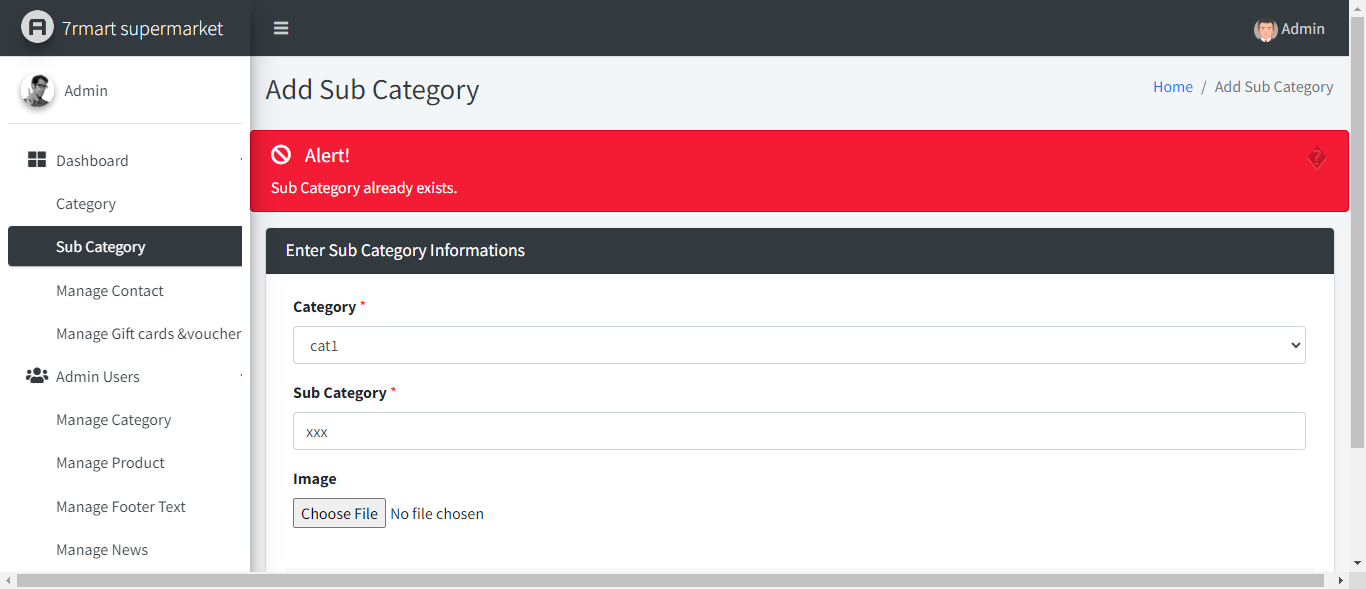 7rmart supermarket
Admin
Admin
Add Sub Category
Home / Add Sub Category
Dashboard
Category
Sub Category
Manage Contact
Manage Gift cards &voucher
Admin Users
Manage Category
Manage Product
Manage Footer Text
Manage News
Alert!
Sub Category already exists.
Enter Sub Category Informations
Category *
cat1
Sub Category *
xxx
Image
Choose File No file chosen